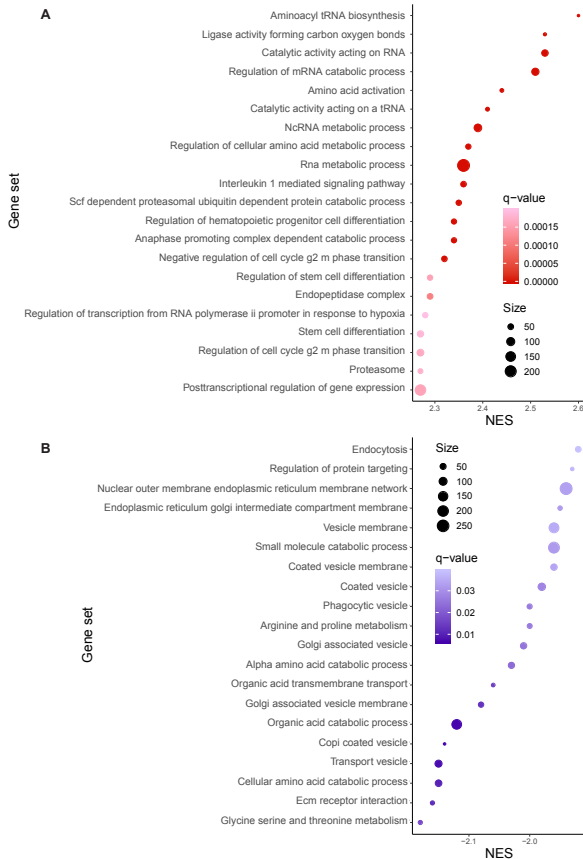 A
Aminoacyl tRNA biosynthesis
Ligase activity forming carbon oxygen bonds
Catalytic activity acting on RNA
Regulation of mRNA catabolic process
Amino acid activation
Catalytic activity acting on a tRNA
NcRNA metabolic process
Regulation of cellular amino acid metabolic process
Rna metabolic process
Interleukin 1 mediated signaling pathway
Scf dependent proteasomal ubiquitin dependent protein catabolic process
Regulation of hematopoietic progenitor cell differentiation
Anaphase promoting complex dependent catabolic process
Negative regulation of cell cycle g2 m phase transition
Regulation of stem cell differentiation
Endopeptidase complex
Regulation of transcription from RNA polymerase ii promoter in response to hypoxia
Stem cell differentiation
Regulation of cell cycle g2 m phase transition
Proteasome
Posttranscriptional regulation of gene expression
Gene set
q-value
0.00015
0.00010
0.00005
0.00000
Size
50
100
150
200
2.3 2.4 2.5 2.6
NES
B
Endocytosis
Regulation of protein targeting
Nuclear outer membrane endoplasmic reticulum membrane network
Endoplasmic reticulum golgi intermediate compartment membrane
Vesicle membrane
Small molecule catabolic process
Coated vesicle membrane
Coated vesicle
Phagocytic vesicle
Arginine and proline metabolism
Golgi associated vesicle
Alpha amino acid catabolic process
Organic acid transmembrane transport
Golgi associated vesicle membrane
Organic acid catabolic process
Copi coated vesicle
Transport vesicle
Cellular amino acid catabolic process
Ecm receptor interaction
Glycine serine and threonine metabolism
Gene set
Size
50
100
150
200
250
q-value
0.03
0.02
0.01
−2.1 −2.0
NES